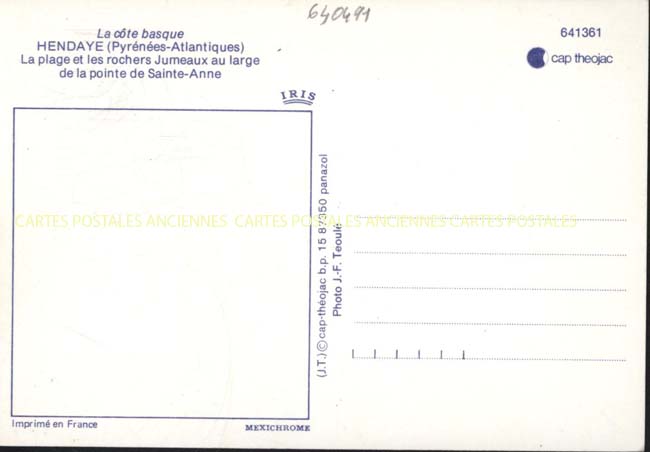 640491
La côte basque
HENDAYE (Pyrénées-Atlantiques)
La plage et les rochers Jumeaux au large
de la pointe de Sainte-Anne
641361
cap theojac
IRIS
CARTES POSTALES ANCIENNES CARTES POSTALES ANCIENNES CARTES POSTALES
(J.T.) © cap-théojac b.p. 15 87350 panazol
Photo J.-F. Teoulé
Imprimé en France
MEXICHROME